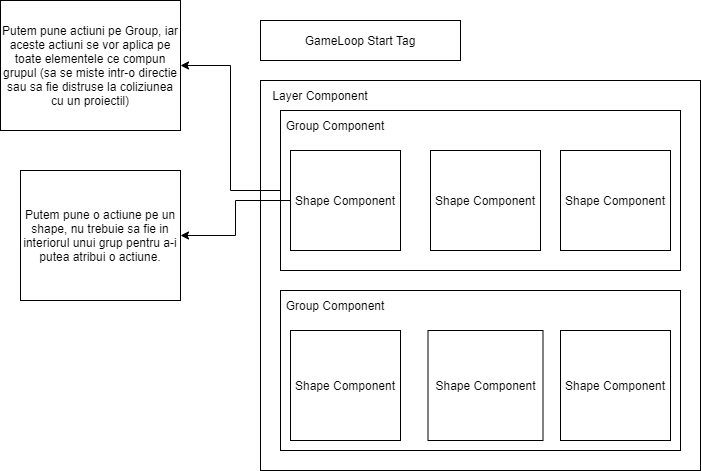 Putem pune actiuni pe Group, iar
aceste actiuni se vor aplica pe
toate elementele ce compun
grupul (sa se miste intr-o directie
sau sa fie distruse la coliziunea
cu un proiectil)
GameLoop Start Tag
Layer Component
Group Component
Shape Component
Shape Component
Shape Component
Putem pune o actiune pe un
shape, nu trebuie sa fie in
interiorul unui grup pentru a-i
putea atribui o actiune.
Group Component
Shape Component
Shape Component
Shape Component